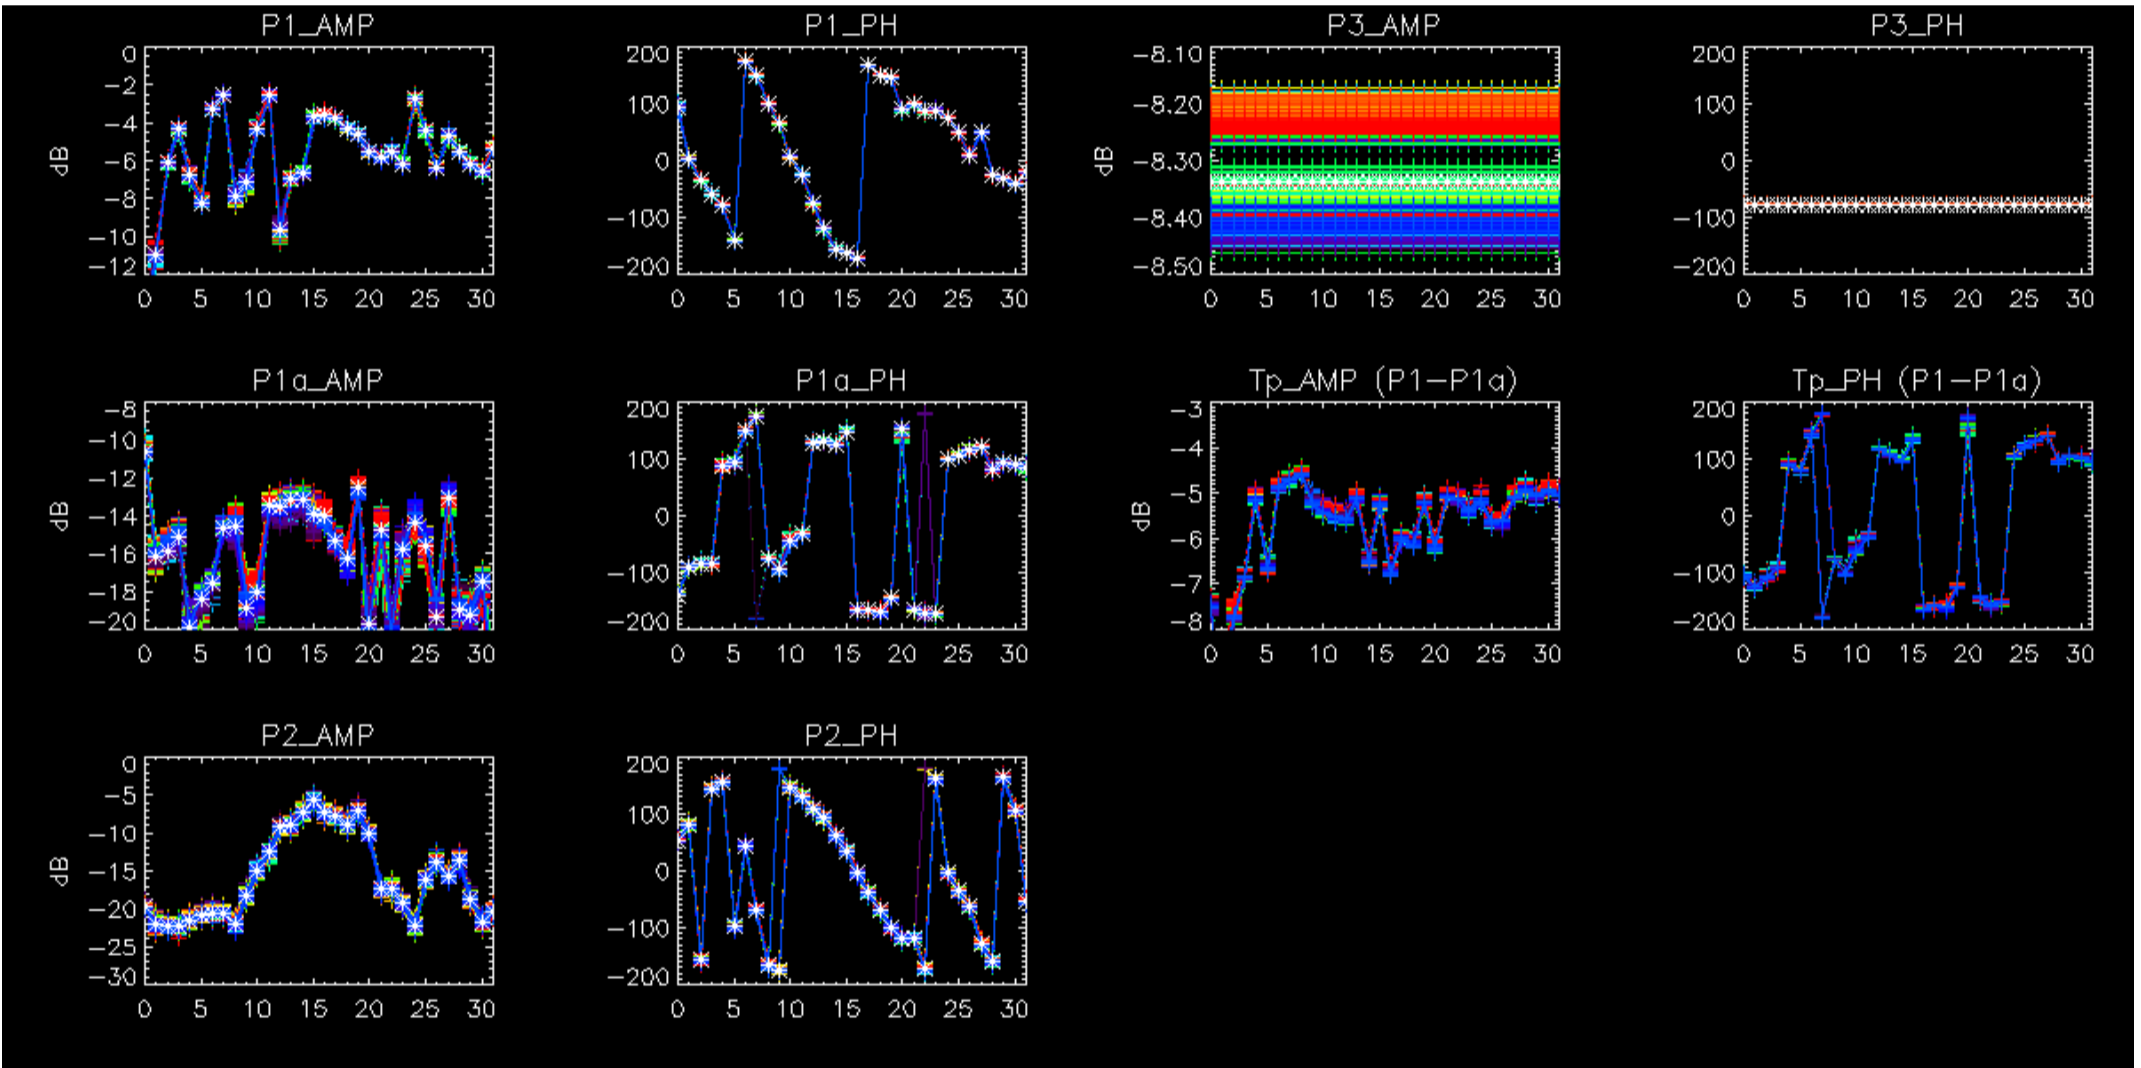 P1_AMP
P1_PH
P3_AMP
P3_PH
0
-2
-4
-6
-8
-10
-12
dB
0 5 10 15 20 25 30
200
100
0
-100
-200
0 5 10 15 20 25 30
-8.10
-8.20
-8.30
-8.40
-8.50
dB
0 5 10 15 20 25 30
200
100
0
-100
-200
0 5 10 15 20 25 30
P1a_AMP
P1a_PH
Tp_AMP (P1-P1a)
Tp_PH (P1-P1a)
-8
-10
-12
-14
-16
-18
-20
dB
0 5 10 15 20 25 30
200
100
0
-100
-200
0 5 10 15 20 25 30
-3
-4
-5
-6
-7
-8
dB
0 5 10 15 20 25 30
200
100
0
-100
-200
0 5 10 15 20 25 30
P2_AMP
P2_PH
0
-5
-10
-15
-20
-25
-30
dB
0 5 10 15 20 25 30
200
100
0
-100
-200
0 5 10 15 20 25 30